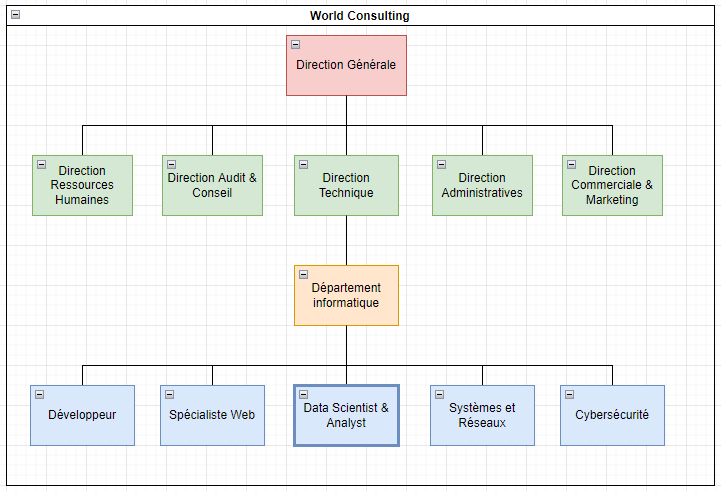 World Consulting
Direction Générale
Direction
Ressources
Humaines
Direction Audit &
Conseil
Direction
Technique
Direction
Administratives
Direction
Commerciale &
Marketing
Département
informatique
Développeur
Spécialiste Web
Data Scientist &
Analyst
Systèmes et
Réseaux
Cybersécurité